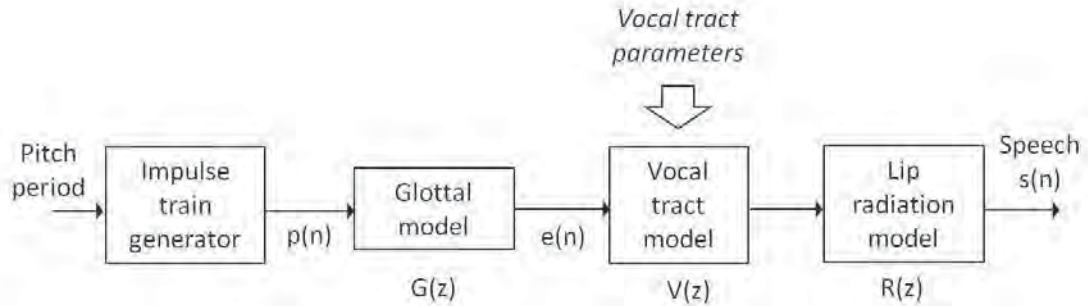 Vocal tract
parameters
Pitch
period
Impulse
train
generator
p(n)
Glottal
model
G(z)
e(n)
Vocal
tract
model
V(z)
Lip
radiation
model
R(z)
Speech
s(n)